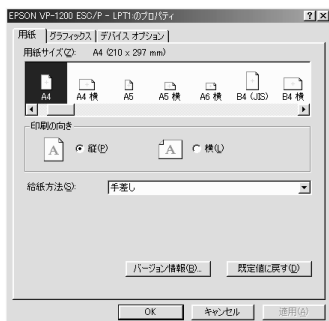 EPSON VP-1200 ESC/P - LPT1:のプロパティ
用紙 グラフィックス デバイス オプション
用紙サイズ(Z): A4 (210 x 297 mm)
A4 A4 横 A5 A5 横 A6 横 B4 (JIS) B4 横
印刷の向き
A 縦(P) A 横(L)
給紙方法(S): 手差し
バージョン情報(B)... 既定値に戻す(D)
OK キャンセル 適用(A)